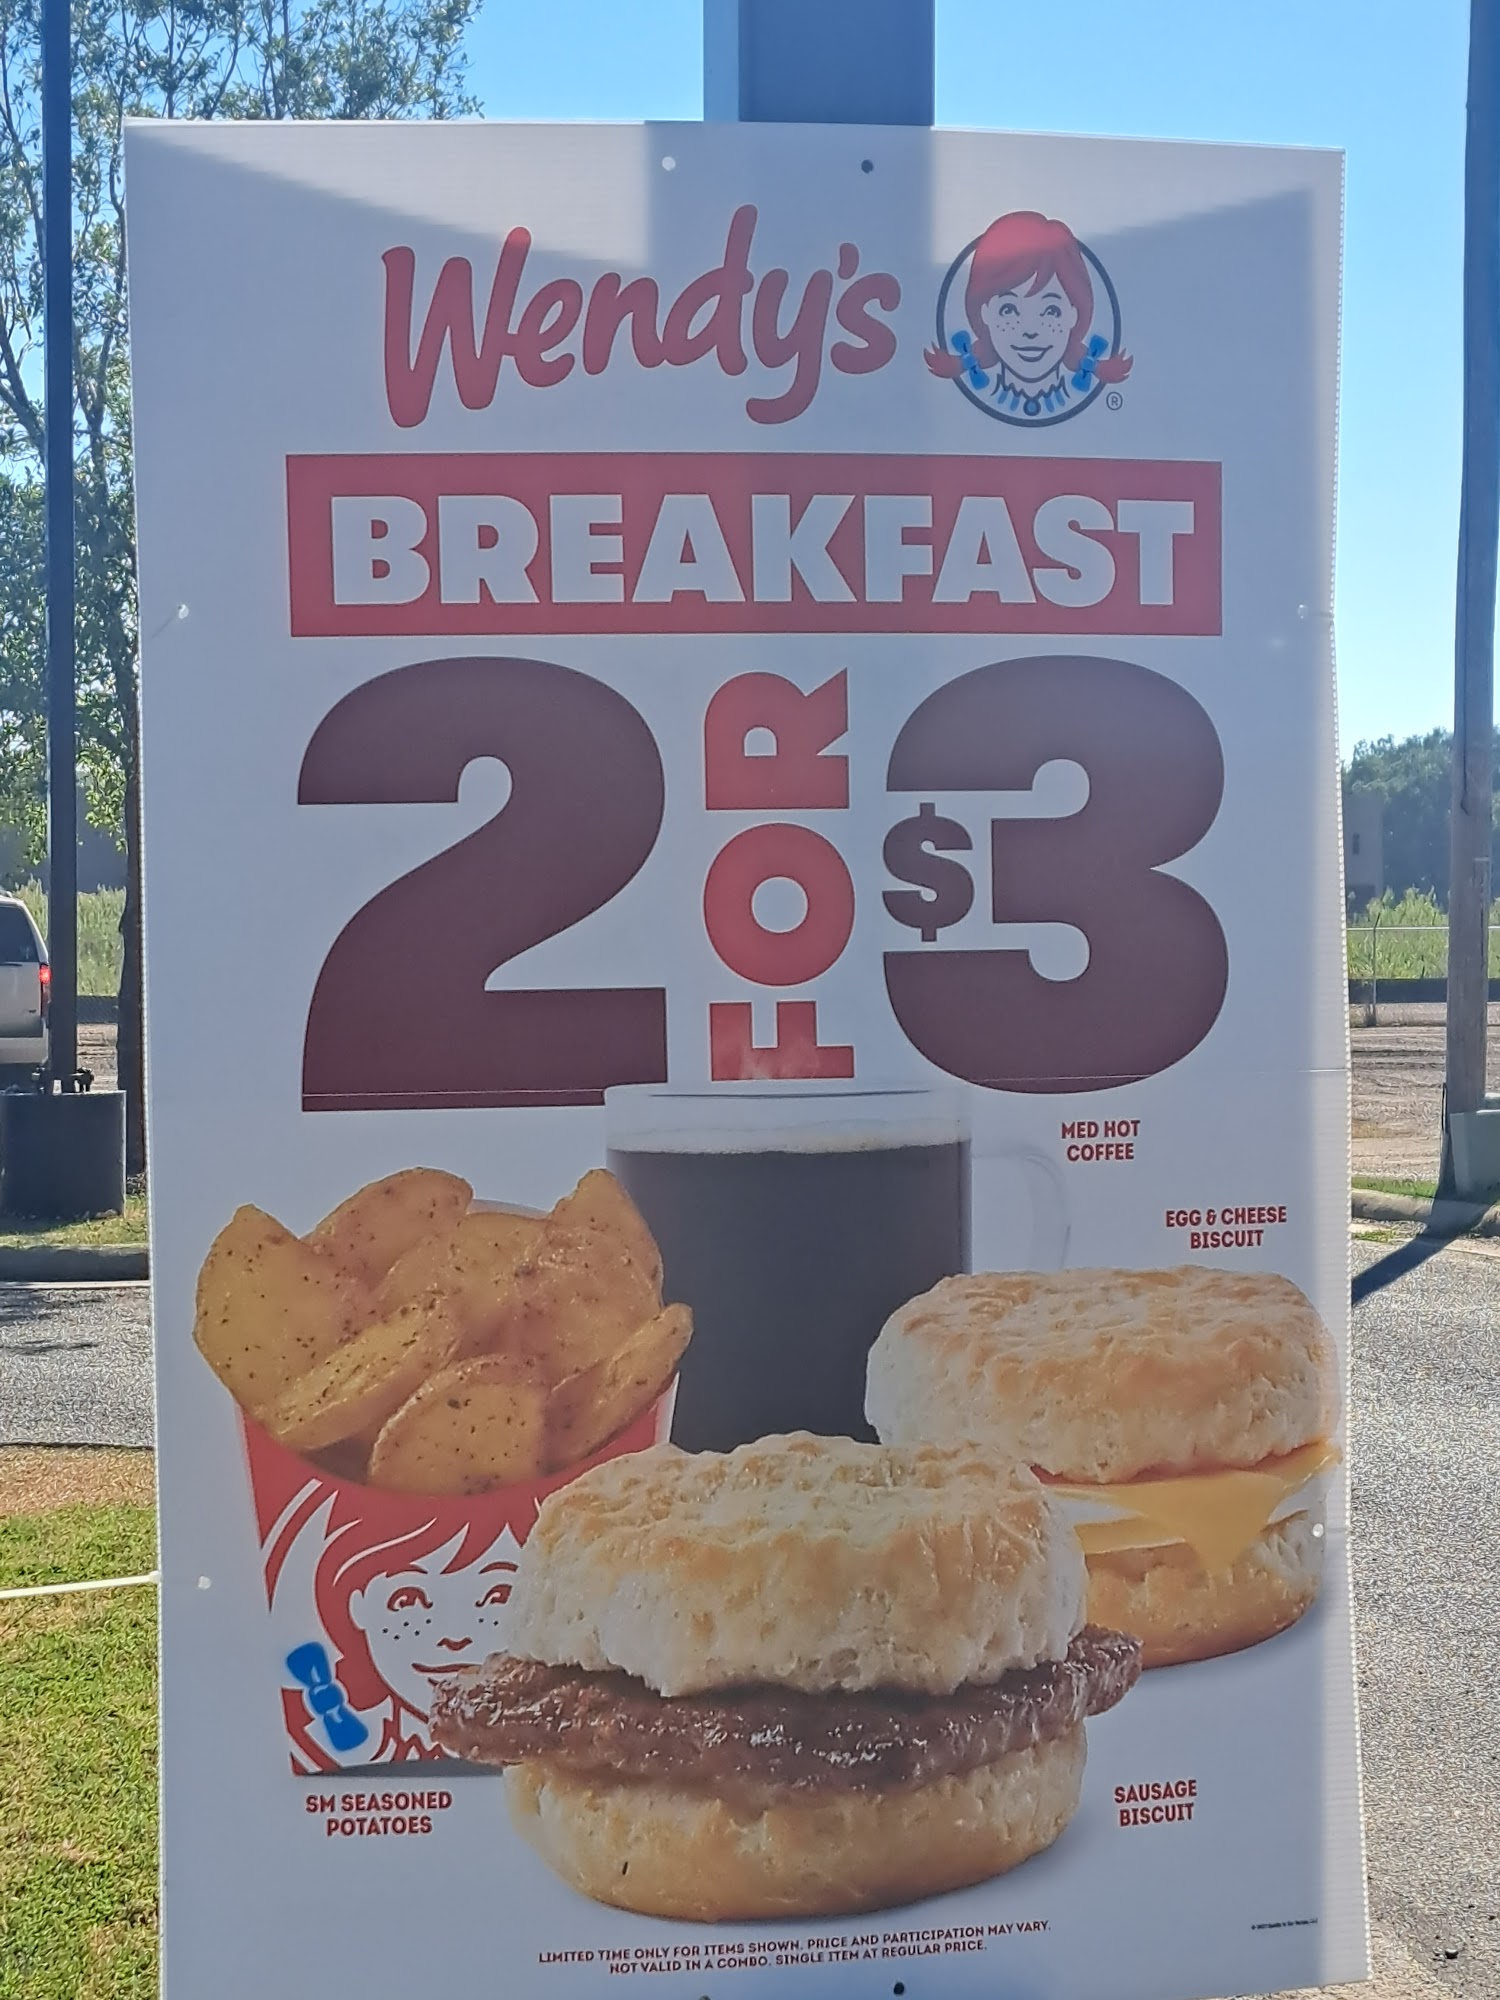 Wendy's
®
BREAKFAST
2 FOR $3
MED HOT
COFFEE
EGG & CHEESE
BISCUIT
SM SEASONED
POTATOES
SAUSAGE
BISCUIT
LIMITED TIME ONLY FOR ITEMS SHOWN. PRICE AND PARTICIPATION MAY VARY.
NOT VALID IN A COMBO. SINGLE ITEM AT REGULAR PRICE.